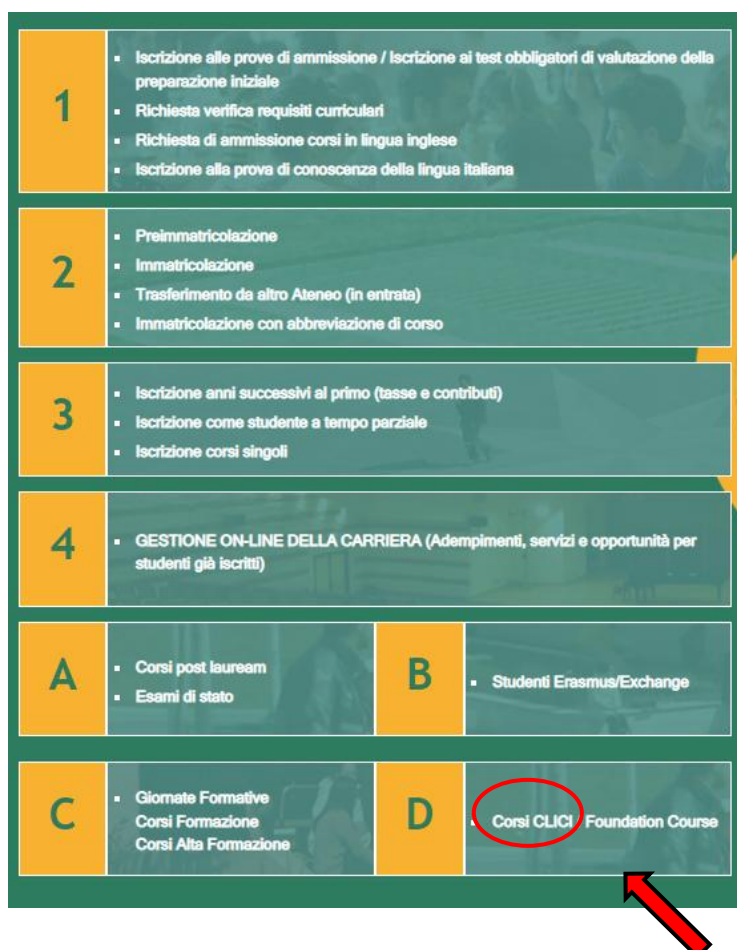 1
Iscrizione alle prove di ammissione / Iscrizione ai test obbligatori di valutazione della
preparazione iniziale
Richiesta verifica requisiti curriculari
Richiesta di ammissione corsi in lingua inglese
Iscrizione alla prova di conoscenza della lingua italiana
2
Preimmatricolazione
Immatricolazione
Trasferimento da altro Ateneo (in entrata)
Immatricolazione con abbreviazione di corso
3
Iscrizione anni successivi al primo (tasse e contributi)
Iscrizione come studente a tempo parziale
Iscrizione corsi singoli
4
GESTIONE ON-LINE DELLA CARRIERA (Adempimenti, servizi e opportunità per
studenti già iscritti)
A
Corsi post lauream
Esami di stato
B
Studenti Erasmus/Exchange
C
Giornate Formative
Corsi Formazione
Corsi Alta Formazione
D
Corsi CLICI Foundation Course